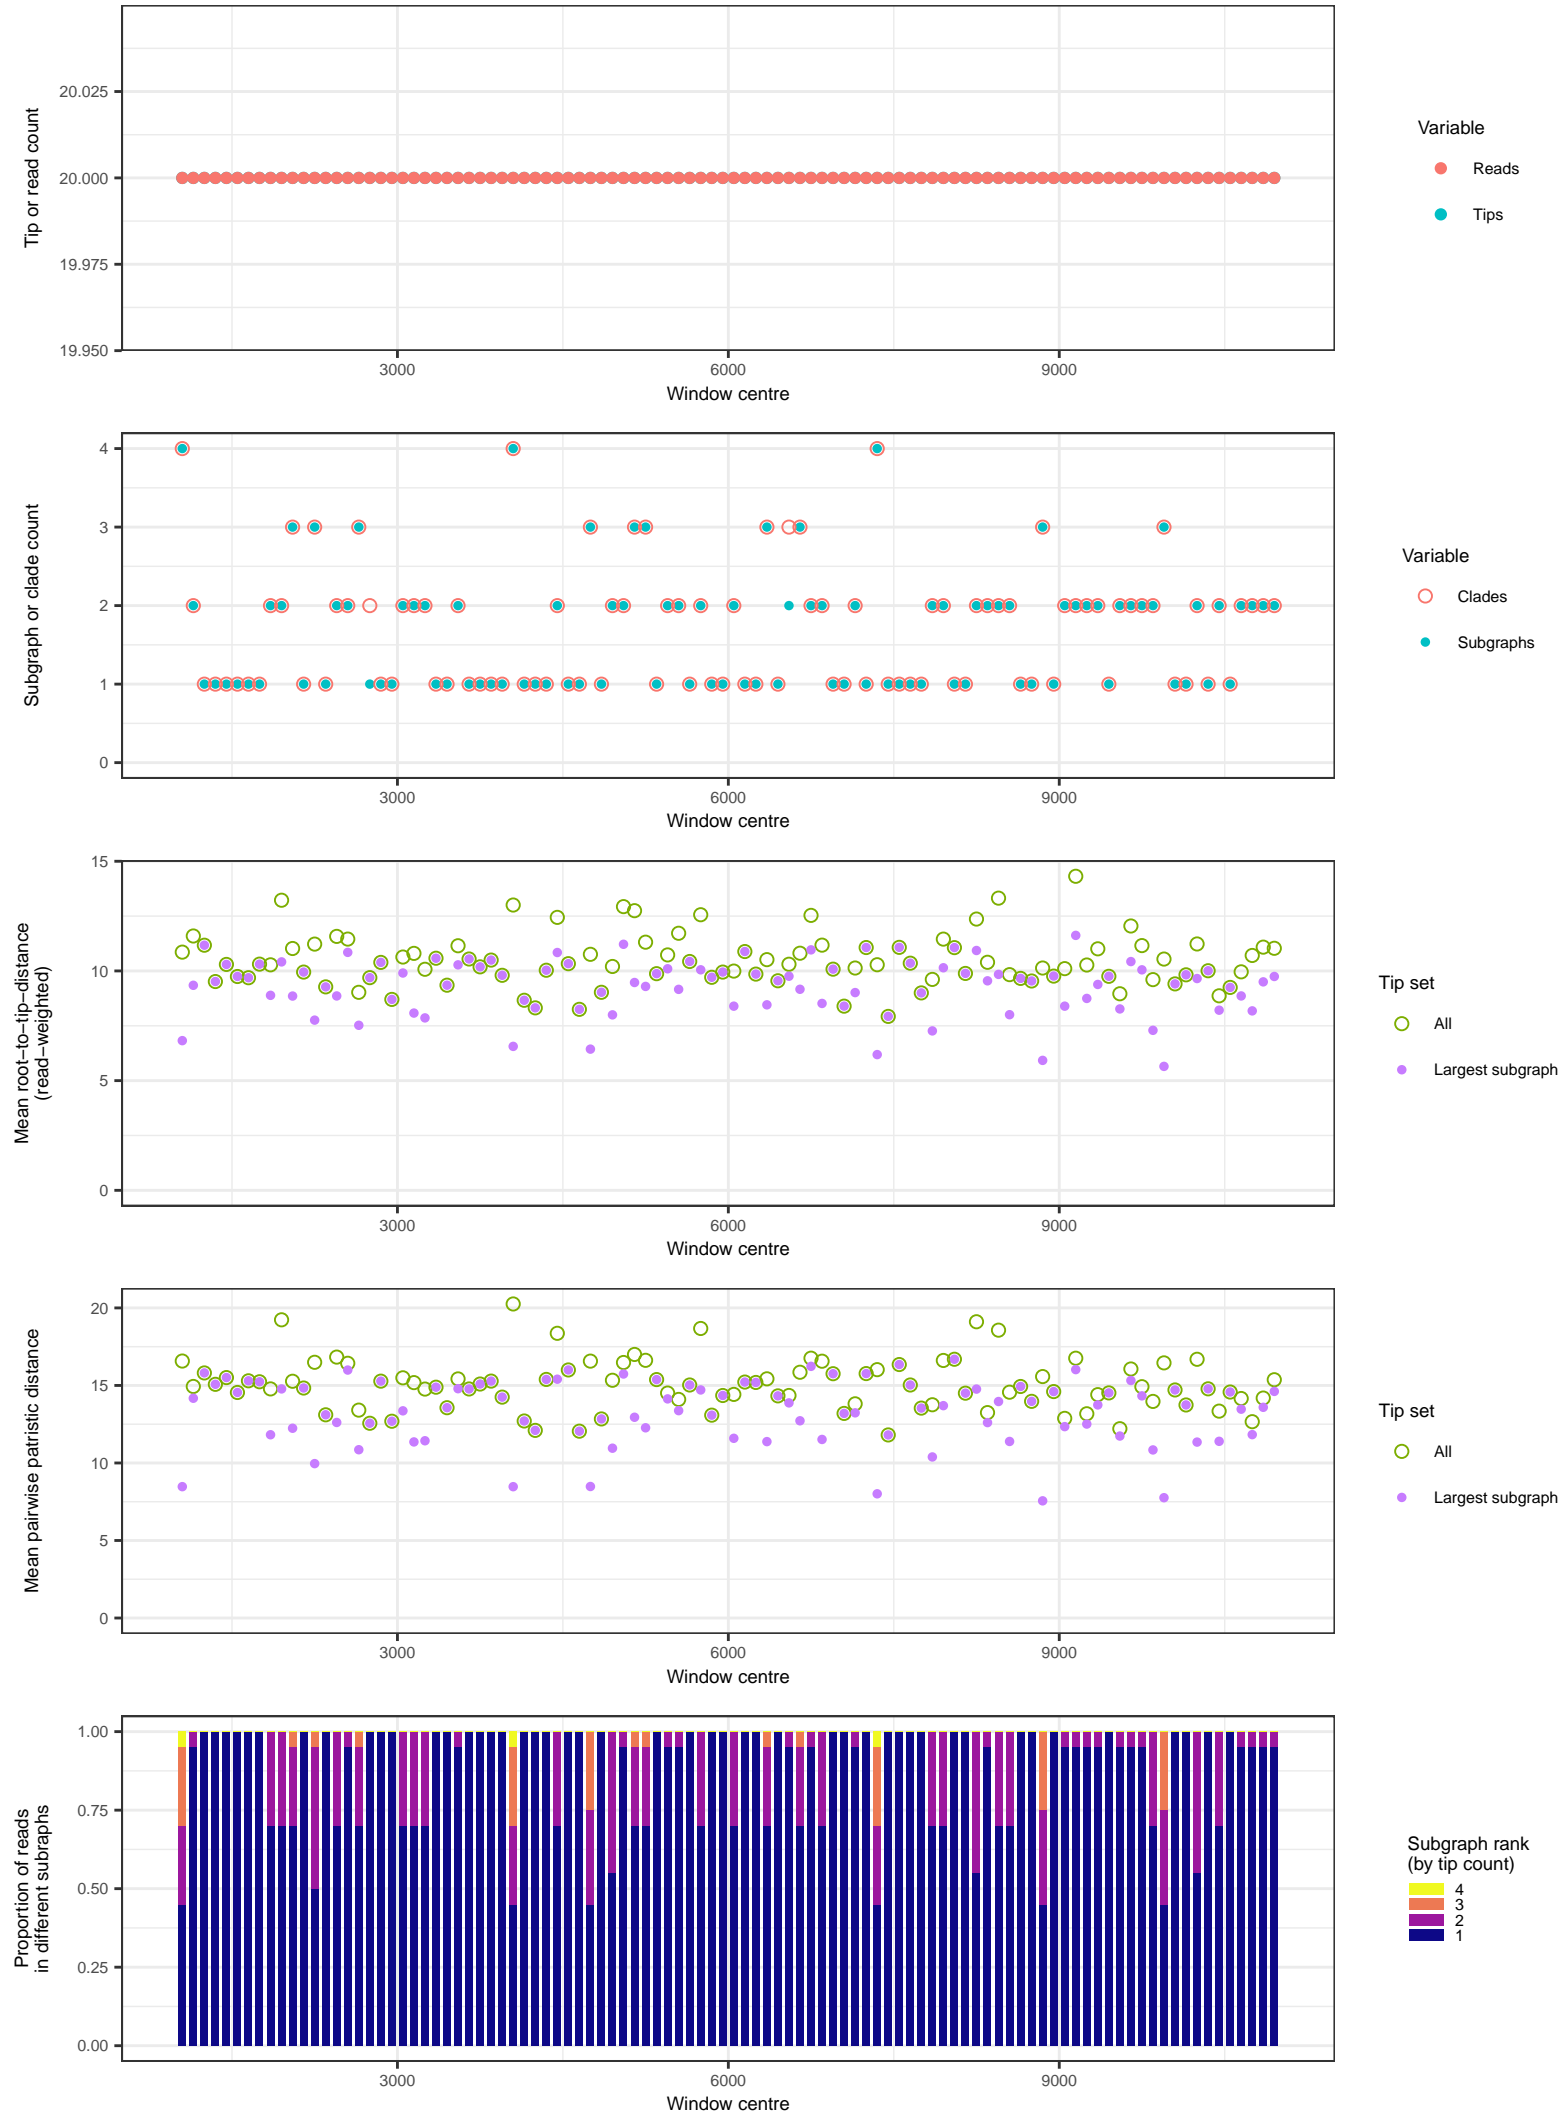 20.025
20.000
19.975
19.950
Tip or read count
3000
6000
9000
Window centre
Variable
Reads
Tips
4
3
2
1
0
Subgraph or clade count
3000
6000
9000
Window centre
Variable
Clades
Subgraphs
15
10
5
0
Mean root−to−tip−distance
(read−weighted)
3000
6000
9000
Window centre
Tip set
All
Largest subgraph
20
15
10
5
0
Mean pairwise patristic distance
3000
6000
9000
Window centre
Tip set
All
Largest subgraph
1.00
0.75
0.50
0.25
0.00
Proportion of reads
in different subraphs
3000
6000
9000
Window centre
Subgraph rank
(by tip count)
4
3
2
1